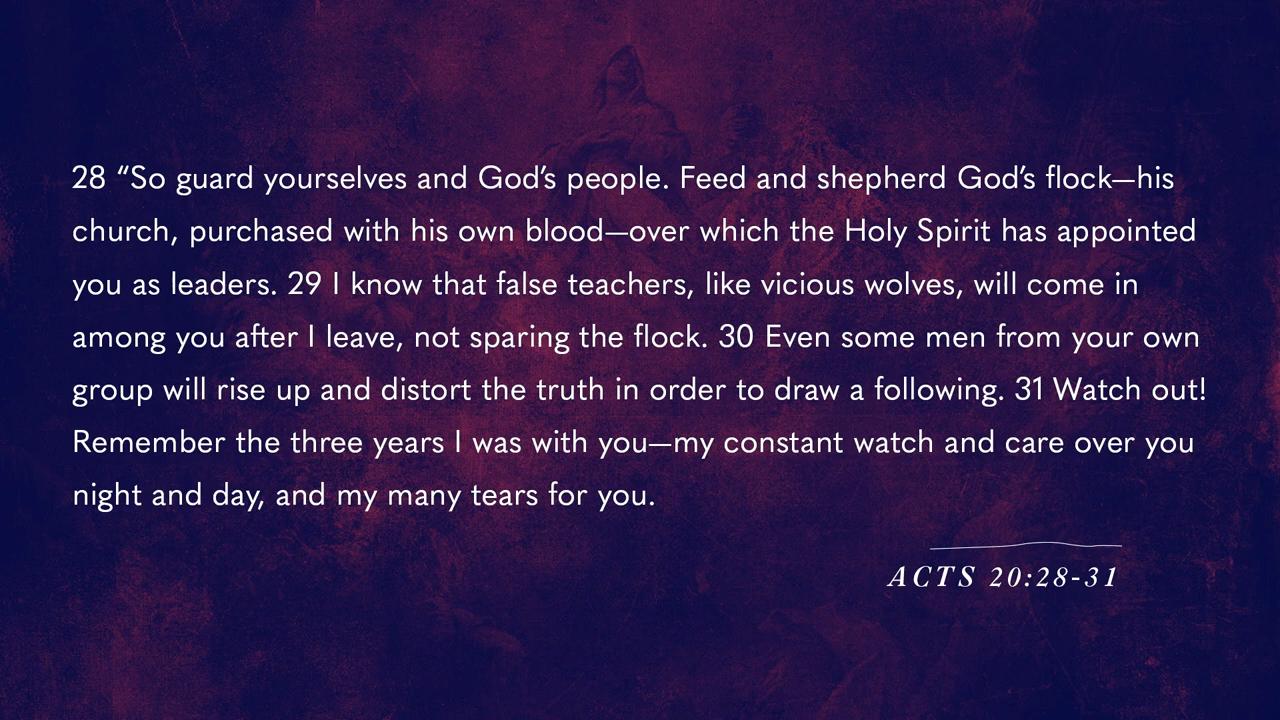 28 “So guard yourselves and God’s people. Feed and shepherd God’s flock—his
church, purchased with his own blood—over which the Holy Spirit has appointed
you as leaders. 29 I know that false teachers, like vicious wolves, will come in
among you after I leave, not sparing the flock. 30 Even some men from your own
group will rise up and distort the truth in order to draw a following. 31 Watch out!
Remember the three years I was with you—my constant watch and care over you
night and day, and my many tears for you.
ACTS 20:28-31